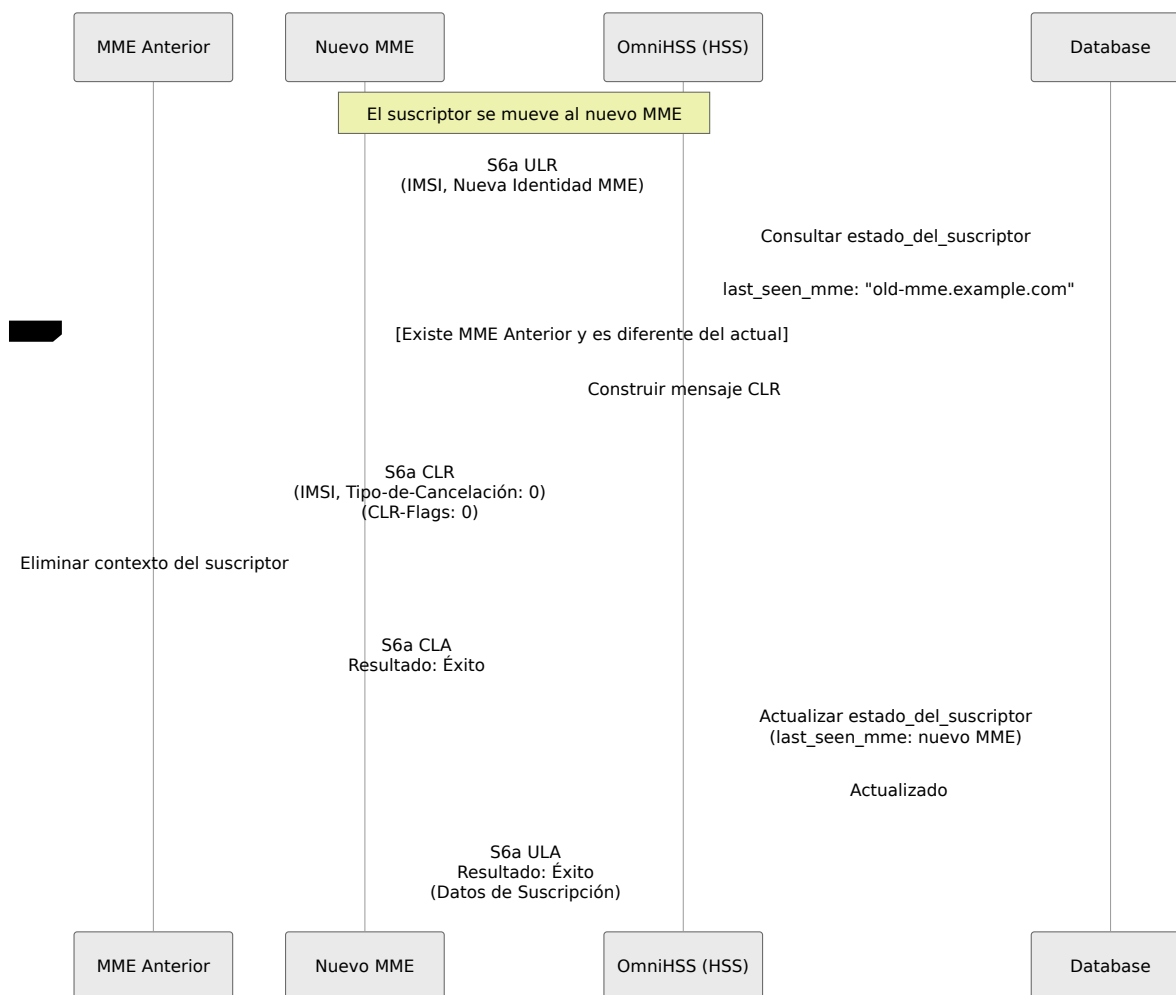 MME Anterior
Nuevo MME
OmniHSS (HSS)
Database
El suscriptor se mueve al nuevo MME
S6a ULR
(IMSI, Nueva Identidad MME)
Consultar estado_del_suscriptor
last_seen_mme: "old-mme.example.com"
[Existe MME Anterior y es diferente del actual]
Construir mensaje CLR
S6a CLR
(IMSI, Tipo-de-Cancelación: 0)
(CLR-Flags: 0)
Eliminar contexto del suscriptor
S6a CLA
Resultado: Éxito
Actualizar estado_del_suscriptor
(last_seen_mme: nuevo MME)
Actualizado
S6a ULA
Resultado: Éxito
(Datos de Suscripción)
MME Anterior
Nuevo MME
OmniHSS (HSS)
Database